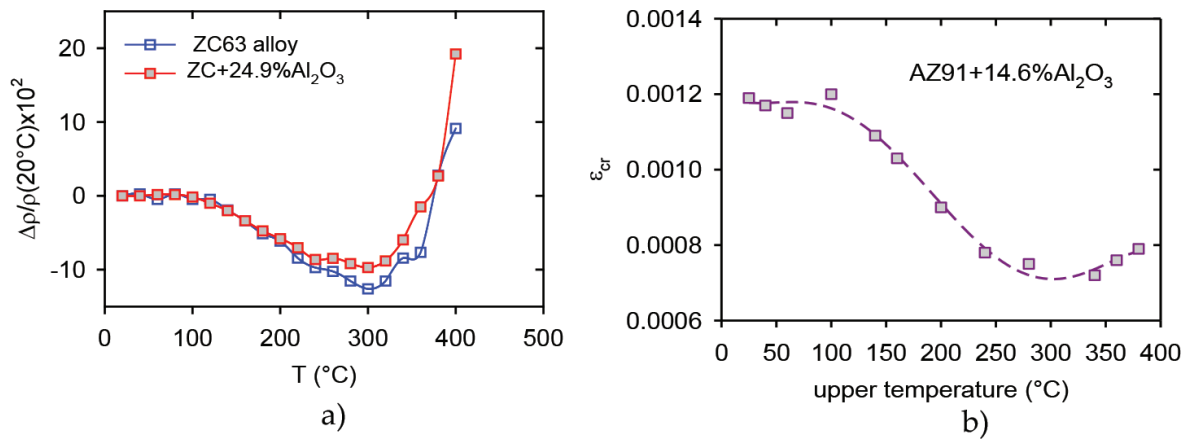 a)
Δρ/ρ(20°C)x10²
20
10
0
-10
ZC63 alloy
ZC+24.9%Al₂O₃
0 100 200 300 400 500
T (°C)
a)
b)
εcr
0.0014
0.0012
0.0010
0.0008
0.0006
AZ91+14.6%Al₂O₃
0 50 100 150 200 250 300 350 400
upper temperature (°C)
b)